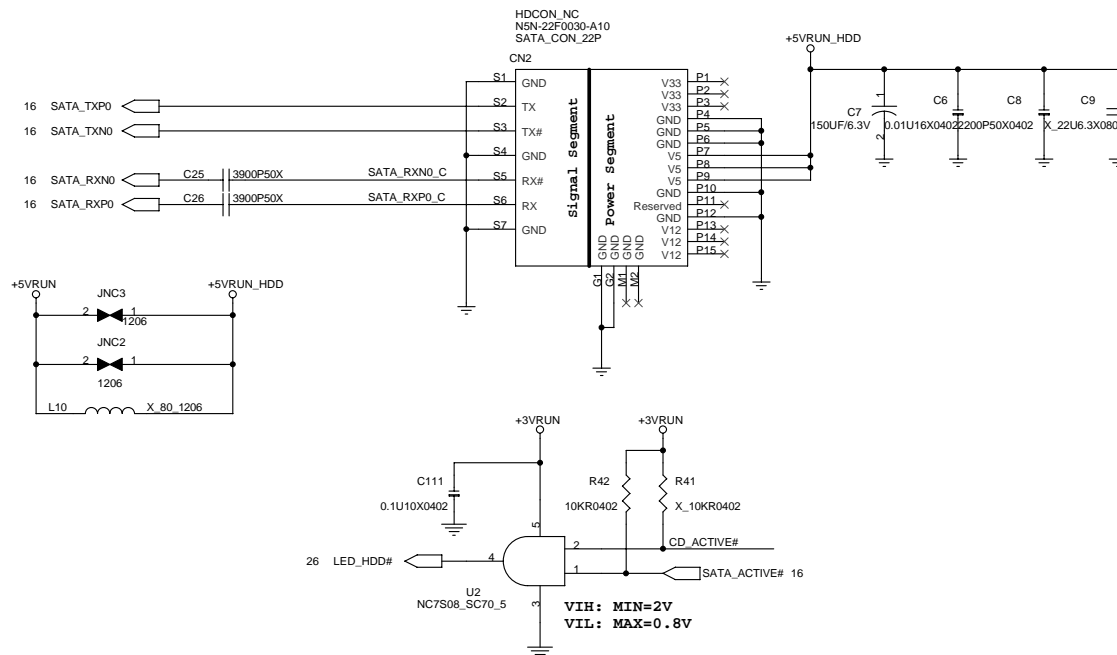 HDCON_NC
N5N-22F0030-A10
SATA_CON_22P
CN2
+5VRUN_HDD
S1 GND
16 SATA_TXP0 S2 TX
16 SATA_TXN0 S3 TX#
S4 GND
16 SATA_RXN0 C25 3900P50X SATA_RXN0_C S5 RX#
16 SATA_RXP0 C26 3900P50X SATA_RXP0_C S6 RX
S7 GND
Signal Segment
Power Segment
V33 P1
V33 P2
V33 P3
GND P4
GND P5
GND P6
V5 P7
V5 P8
V5 P9
GND P10
Reserved P11
GND P12
V12 P13
V12 P14
V12 P15
GND GND GND GND
G1 G2 M1 M2
1 C7 C6 C8 C9
150UF/6.3V 0.01U16X0402 2200P50X0402 X_22U6.3X080
2
+5VRUN +5VRUN_HDD
JNC3
2 1
1206
JNC2
2 1
1206
L10 X_80_1206
+3VRUN +3VRUN
C111
0.1U10X0402
R42 R41
10KR0402 X_10KR0402
5
2 CD_ACTIVE#
26 LED_HDD# 4
1 SATA_ACTIVE# 16
U2
NC7S08_SC70_5
3
VIH: MIN=2V
VIL: MAX=0.8V